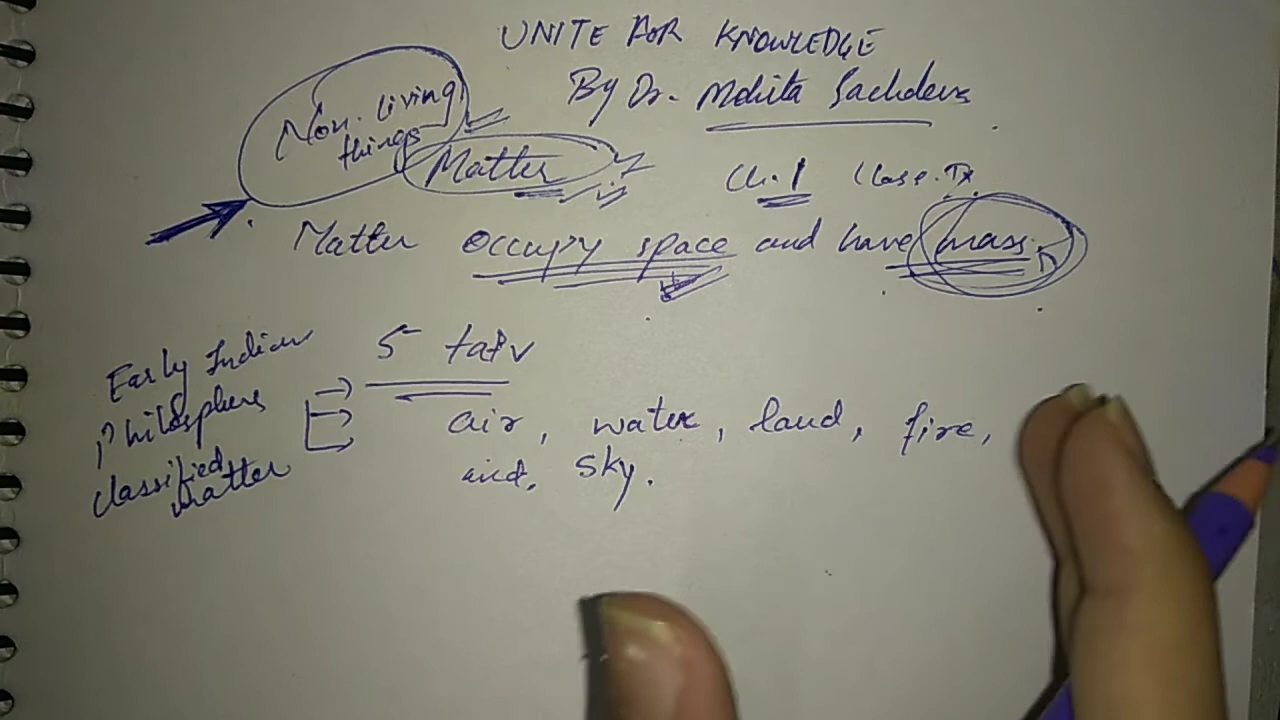 UNITE FOR KNOWLEDGE
By Dr. Mohita Sachdeva
Non. living
things
Matter
Ch. 1 Class. IX
Matter occupy space and have mass.
5 tatv
Early Indian
Philosphers
classified
matter
air, water, land, fire,
and, sky.